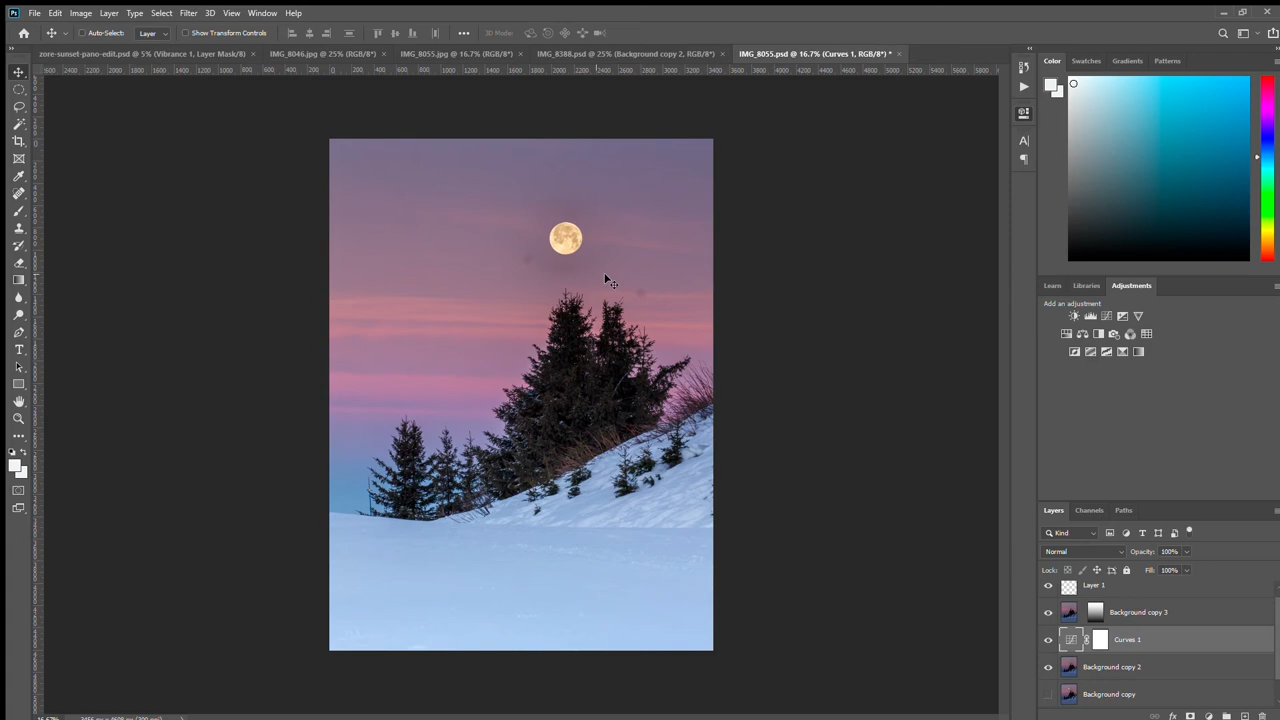 Ps File Edit Image Layer Type Select Filter 3D View Window Help
Auto-Select: Layer Show Transform Controls 3D Mode:
zore-sunset-pano-edit.psd @ 5% (Vibrance 1, Layer Mask/8) × IMG_8046.jpg @ 25% (RGB/8*) × IMG_8055.jpg @ 16.7% (RGB/8*) × IMG_8388.psd @ 25% (Background copy 2, RGB/8*) × IMG_8055.psd @ 16.7% (Curves 1, RGB/8*) * ×
Color Swatches Gradients Patterns
Learn Libraries Adjustments
Add an adjustment
Layers Channels Paths
Kind
Normal Opacity: 100%
Lock: Fill: 100%
Layer 1
Background copy 3
Curves 1
Background copy 2
Background copy